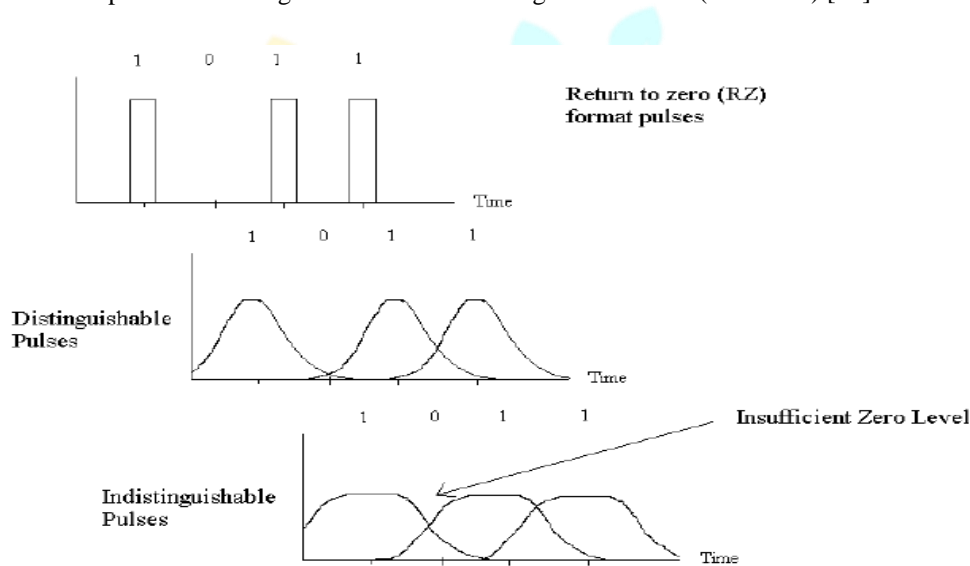 1 0 1 1
Return to zero (RZ)
format pulses
Time
1 0 1 1
Distinguishable
Pulses
Time
1 0 1 1
Insufficient Zero Level
Indistinguishable
Pulses
Time